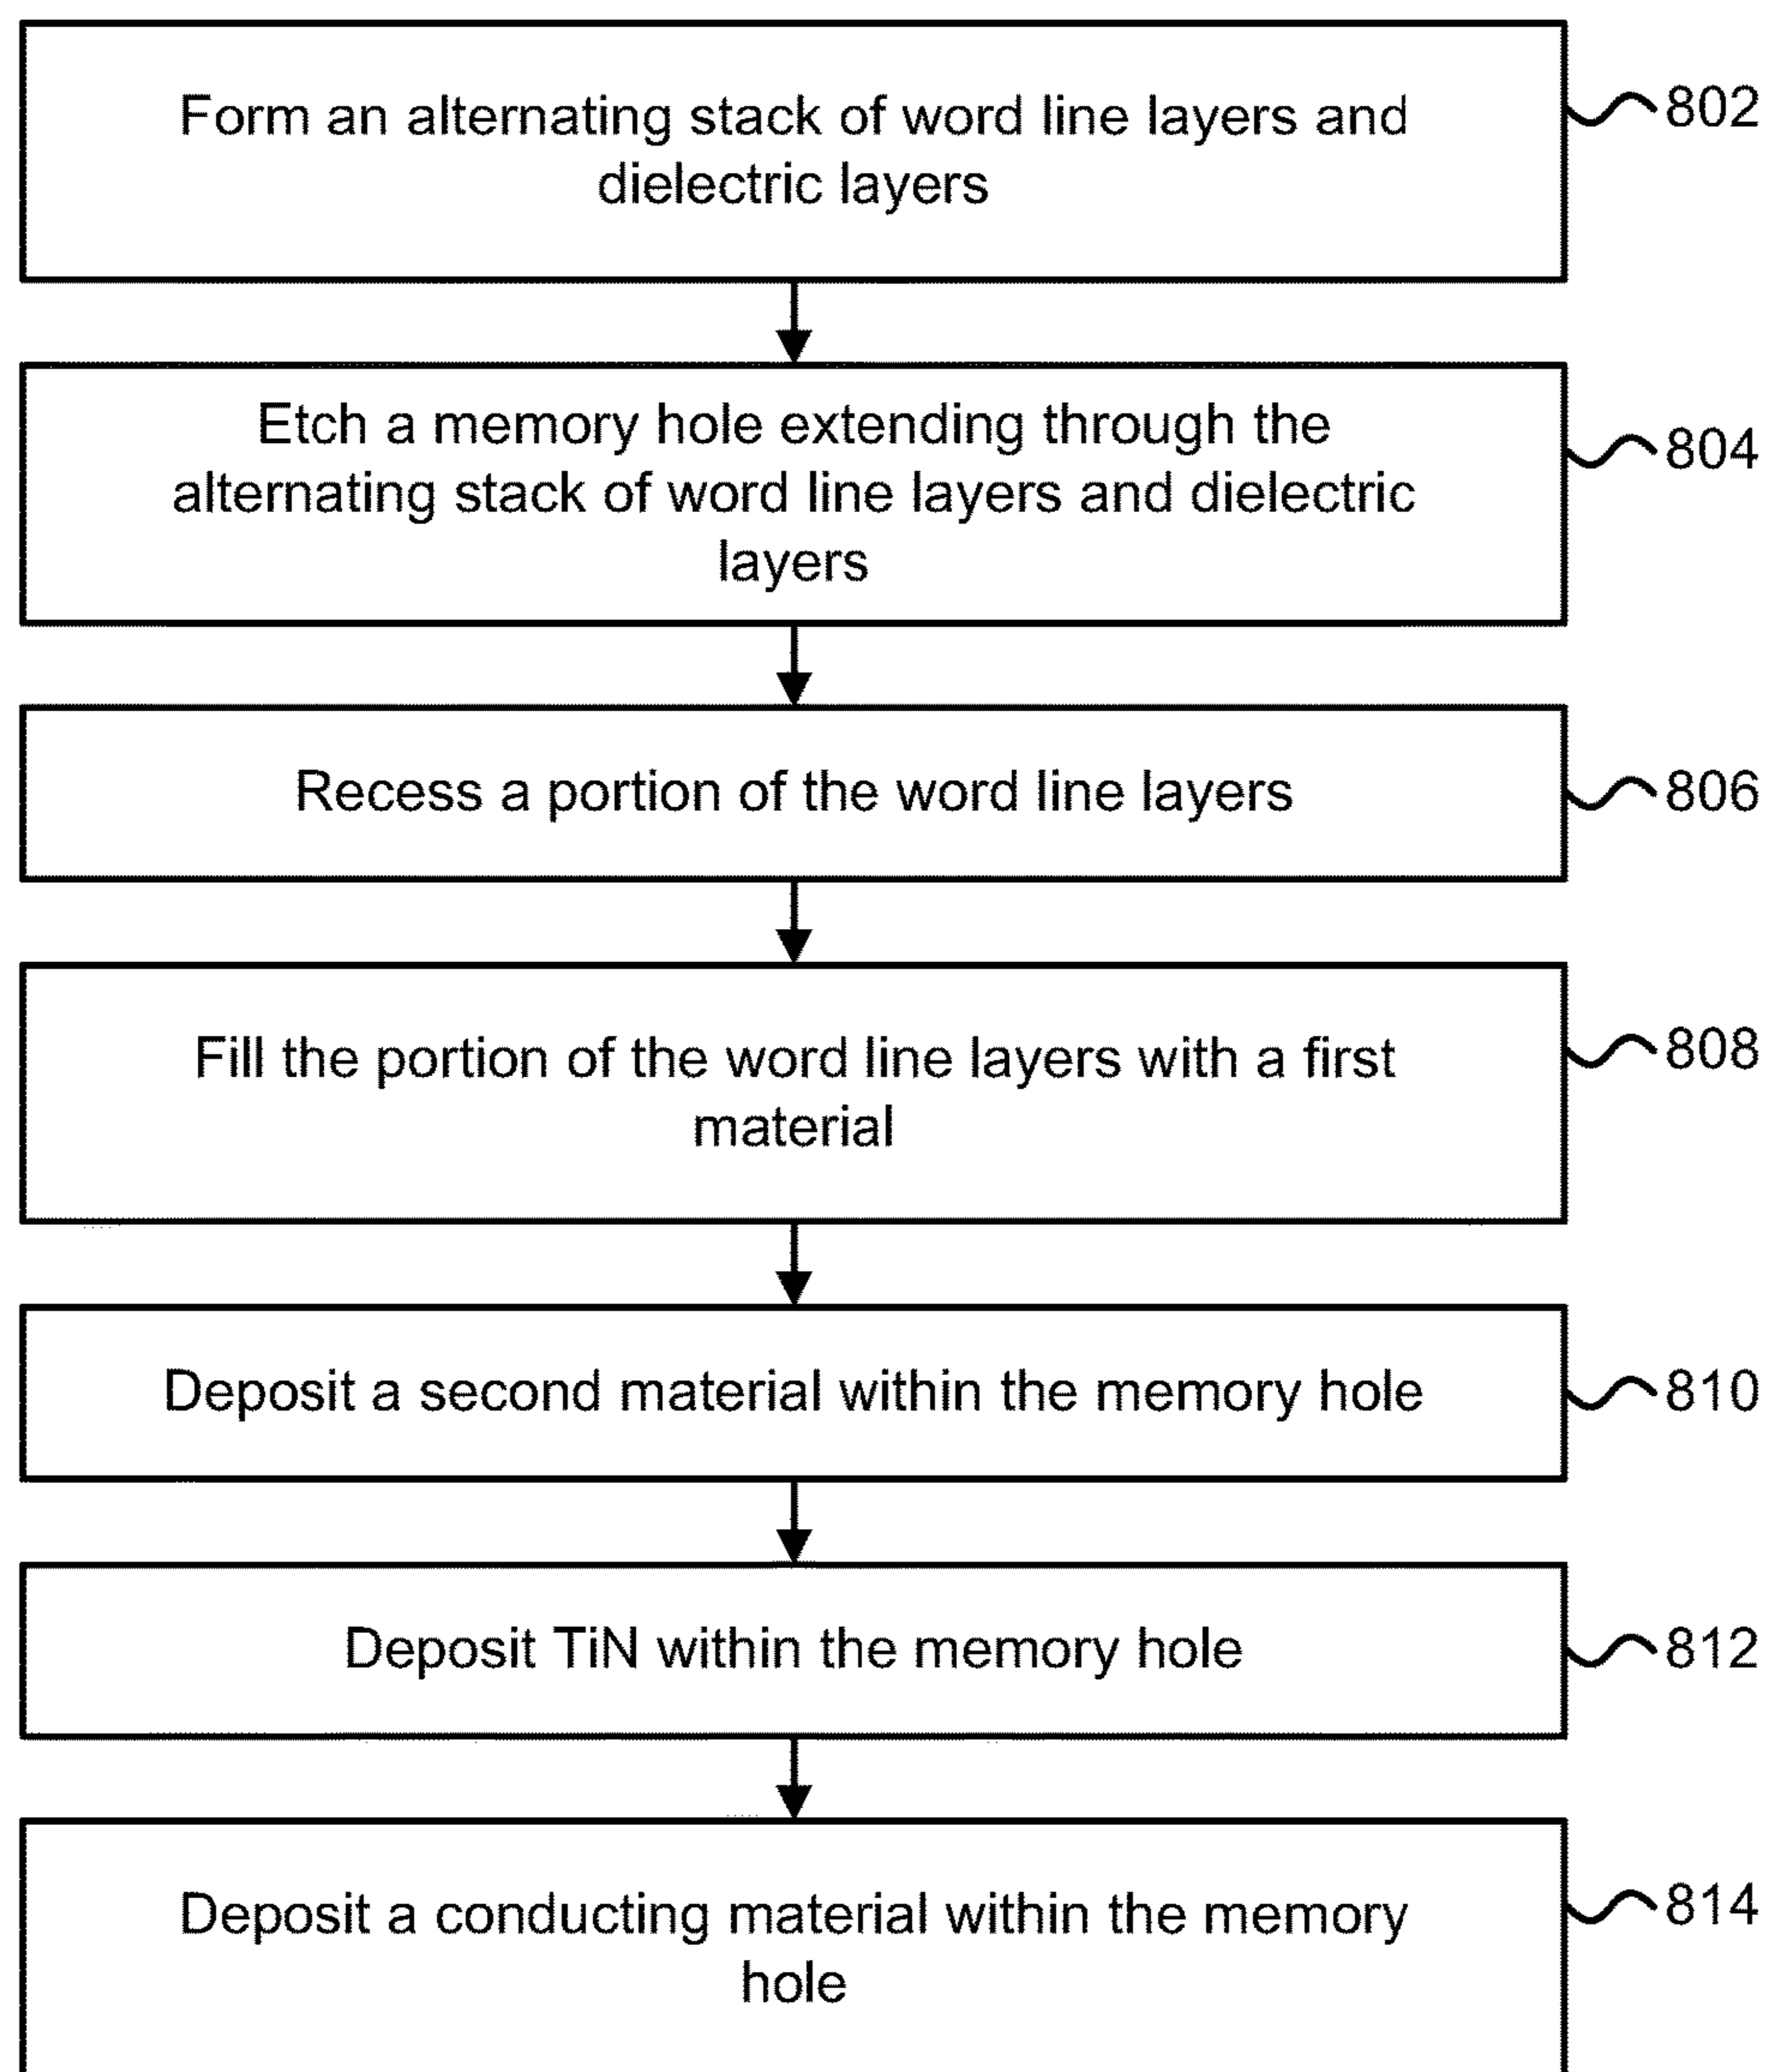 Form an alternating stack of word line layers and
dielectric layers
802
Etch a memory hole extending through the
alternating stack of word line layers and dielectric
layers
804
Recess a portion of the word line layers
806
Fill the portion of the word line layers with a first
material
808
Deposit a second material within the memory hole
810
Deposit TiN within the memory hole
812
Deposit a conducting material within the memory
hole
814